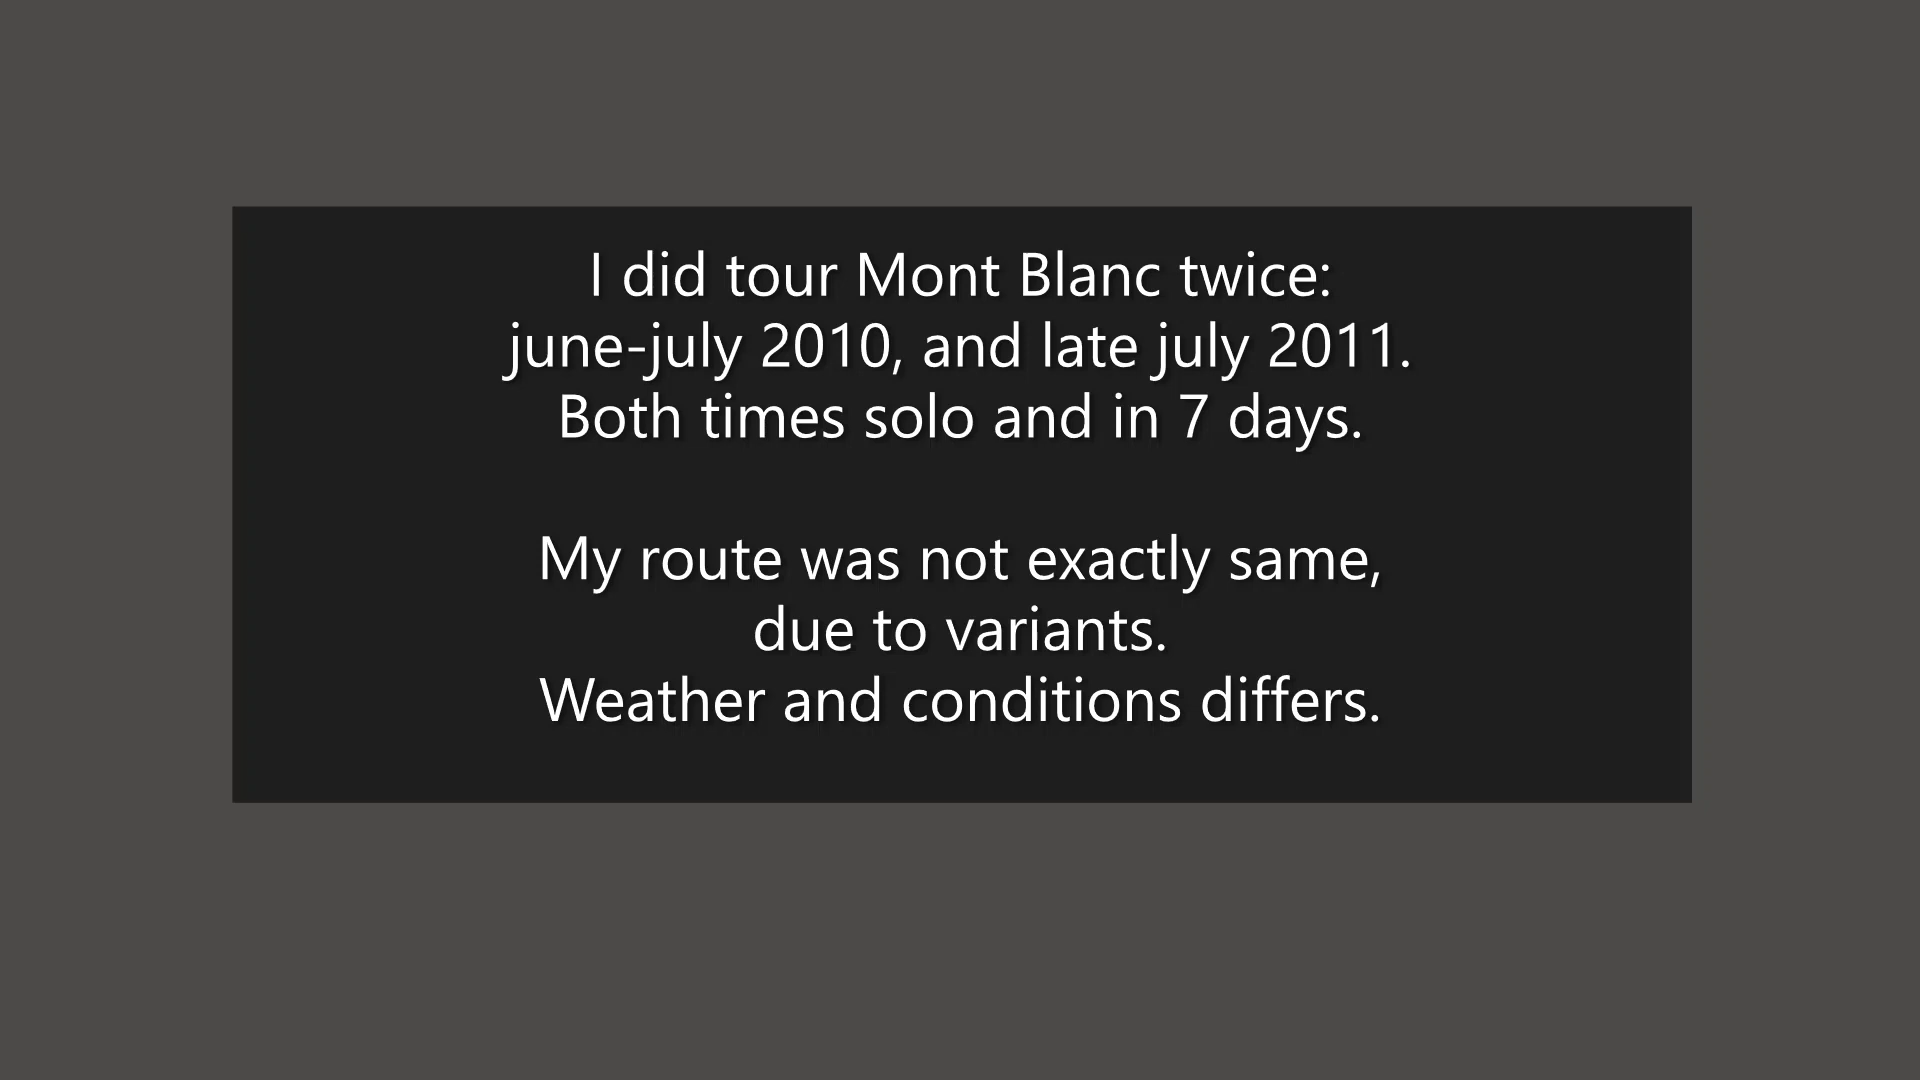 I did tour Mont Blanc twice:
june-july 2010, and late july 2011.
Both times solo and in 7 days.
My route was not exactly same,
due to variants.
Weather and conditions differs.